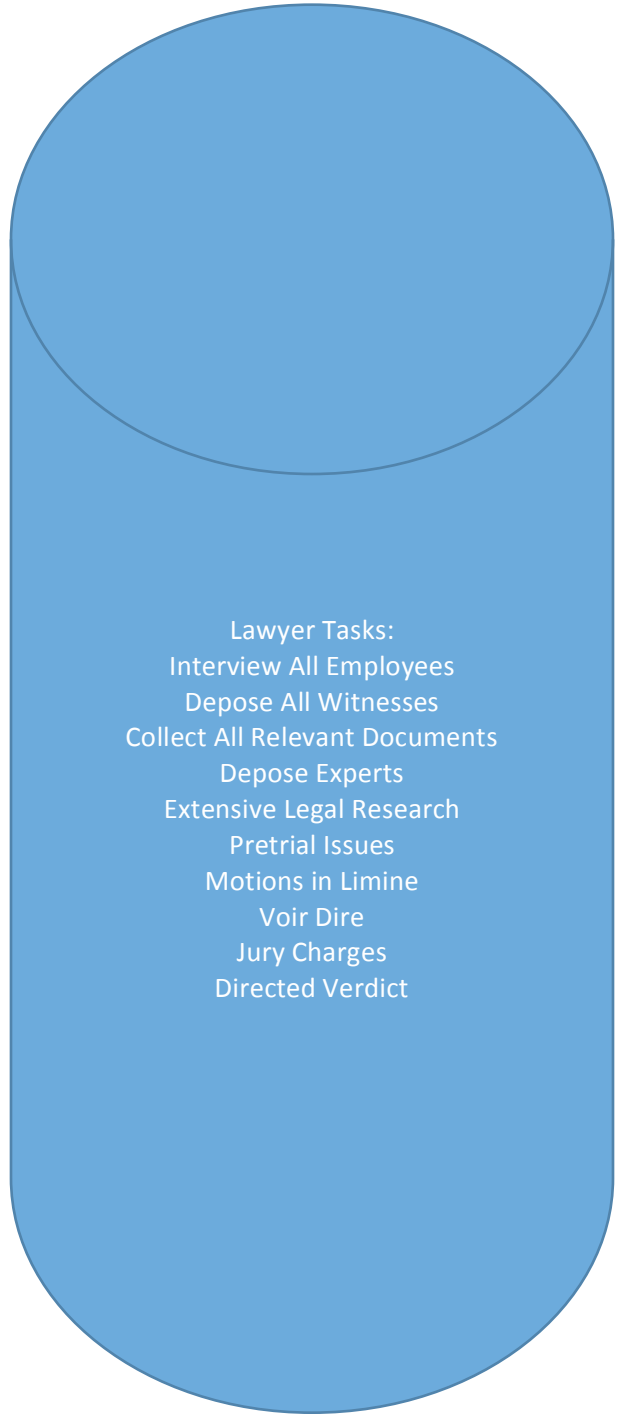 Lawyer Tasks:
Interview All Employees
Depose All Witnesses
Collect All Relevant Documents
Depose Experts
Extensive Legal Research
Pretrial Issues
Motions in Limine
Voir Dire
Jury Charges
Directed Verdict